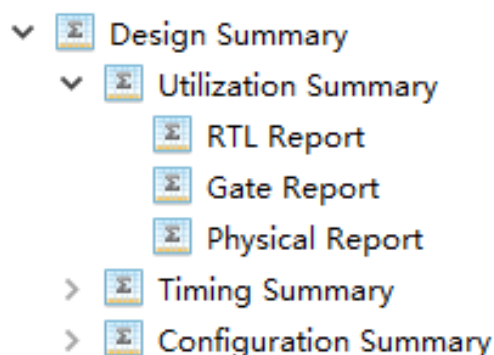 Design Summary
Utilization Summary
RTL Report
Gate Report
Physical Report
Timing Summary
Configuration Summary